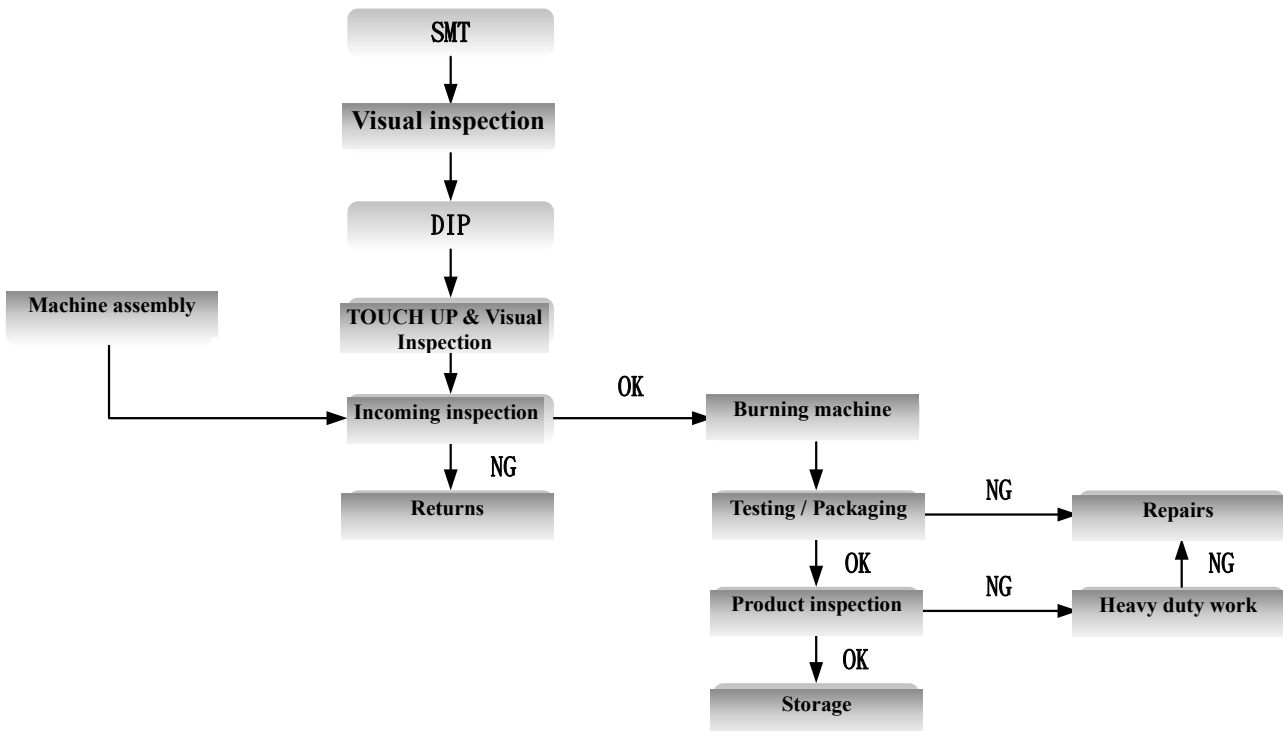 SMT
Visual inspection
DIP
Machine assembly
TOUCH UP & Visual
Inspection
Incoming inspection
OK
Burning machine
NG
Returns
Testing / Packaging
NG
Repairs
OK
NG
Product inspection
NG
Heavy duty work
OK
Storage